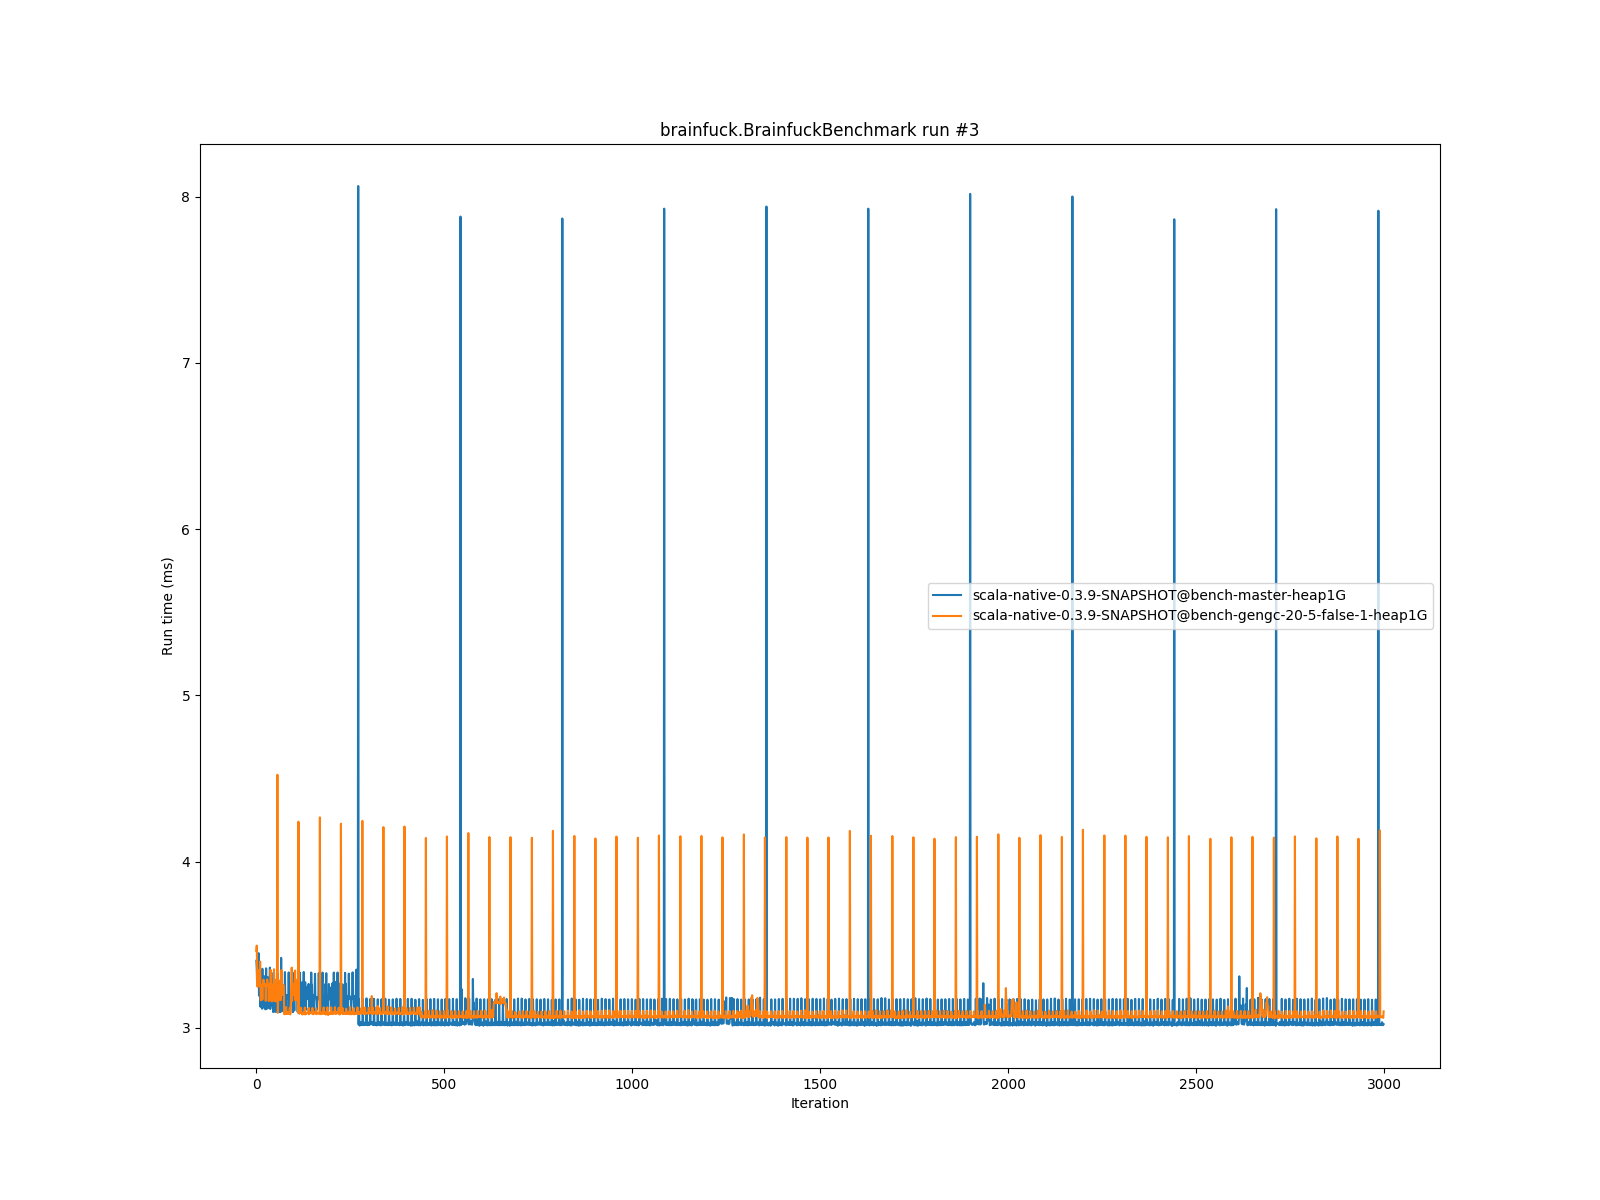 brainfuck.BrainfuckBenchmark run #3
8
7
6
5
4
3
Run time (ms)
scala-native-0.3.9-SNAPSHOT@bench-master-heap1G
scala-native-0.3.9-SNAPSHOT@bench-gengc-20-5-false-1-heap1G
0 500 1000 1500 2000 2500 3000
Iteration